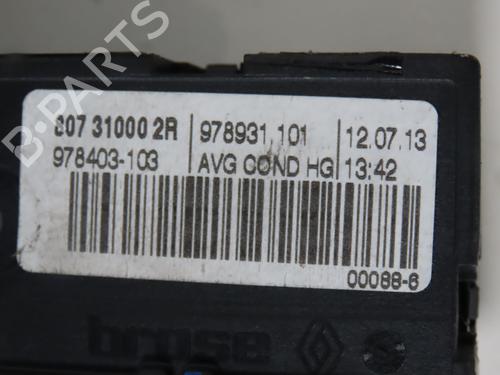 807 31000 2R 978931.101 12.07.13
978403-103 AVG COND HG 13:42
00088-6
brose
B-Parts